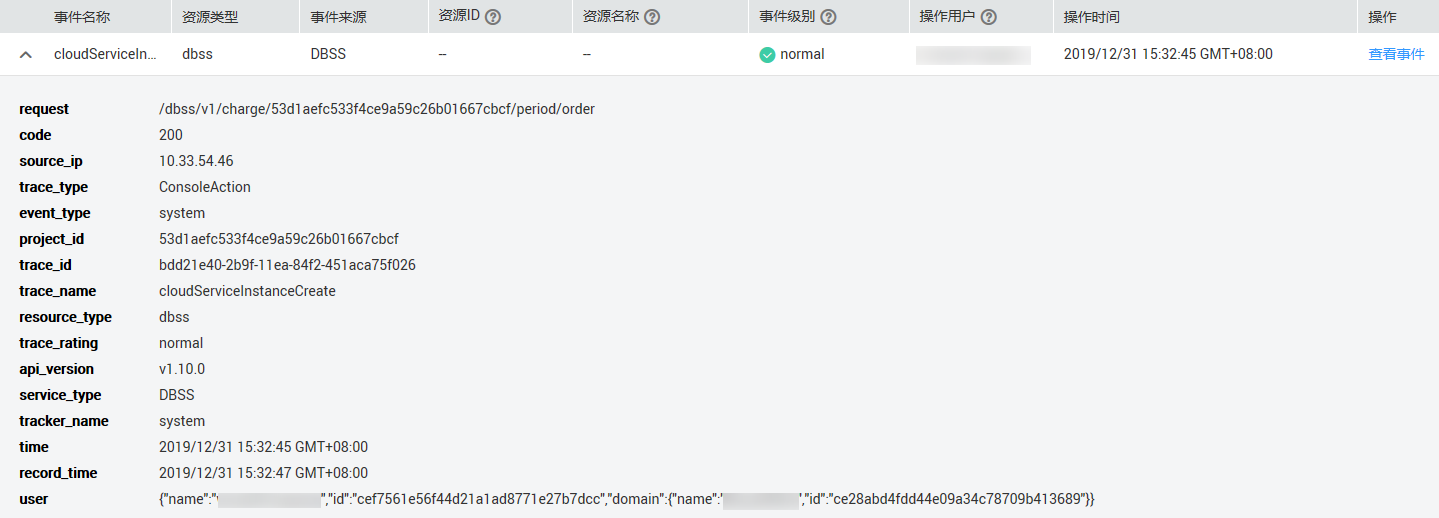 事件名称 资源类型 事件来源 资源ID ? 资源名称 ? 事件级别 ? 操作用户 ? 操作时间 操作
cloudServiceIn... dbss DBSS -- -- normal 2019/12/31 15:32:45 GMT+08:00 查看事件
request /dbss/v1/charge/53d1aefc533f4ce9a59c26b01667cbcf/period/order
code 200
source_ip 10.33.54.46
trace_type ConsoleAction
event_type system
project_id 53d1aefc533f4ce9a59c26b01667cbcf
trace_id bdd21e40-2b9f-11ea-84f2-451aca75f026
trace_name cloudServiceInstanceCreate
resource_type dbss
trace_rating normal
api_version v1.10.0
service_type DBSS
tracker_name system
time 2019/12/31 15:32:45 GMT+08:00
record_time 2019/12/31 15:32:47 GMT+08:00
user {"name":" ","id":"cef7561e56f44d21a1ad8771e27b7dcc","domain":{"name":" ","id":"ce28abd4fdd44e09a34c78709b413689"}}